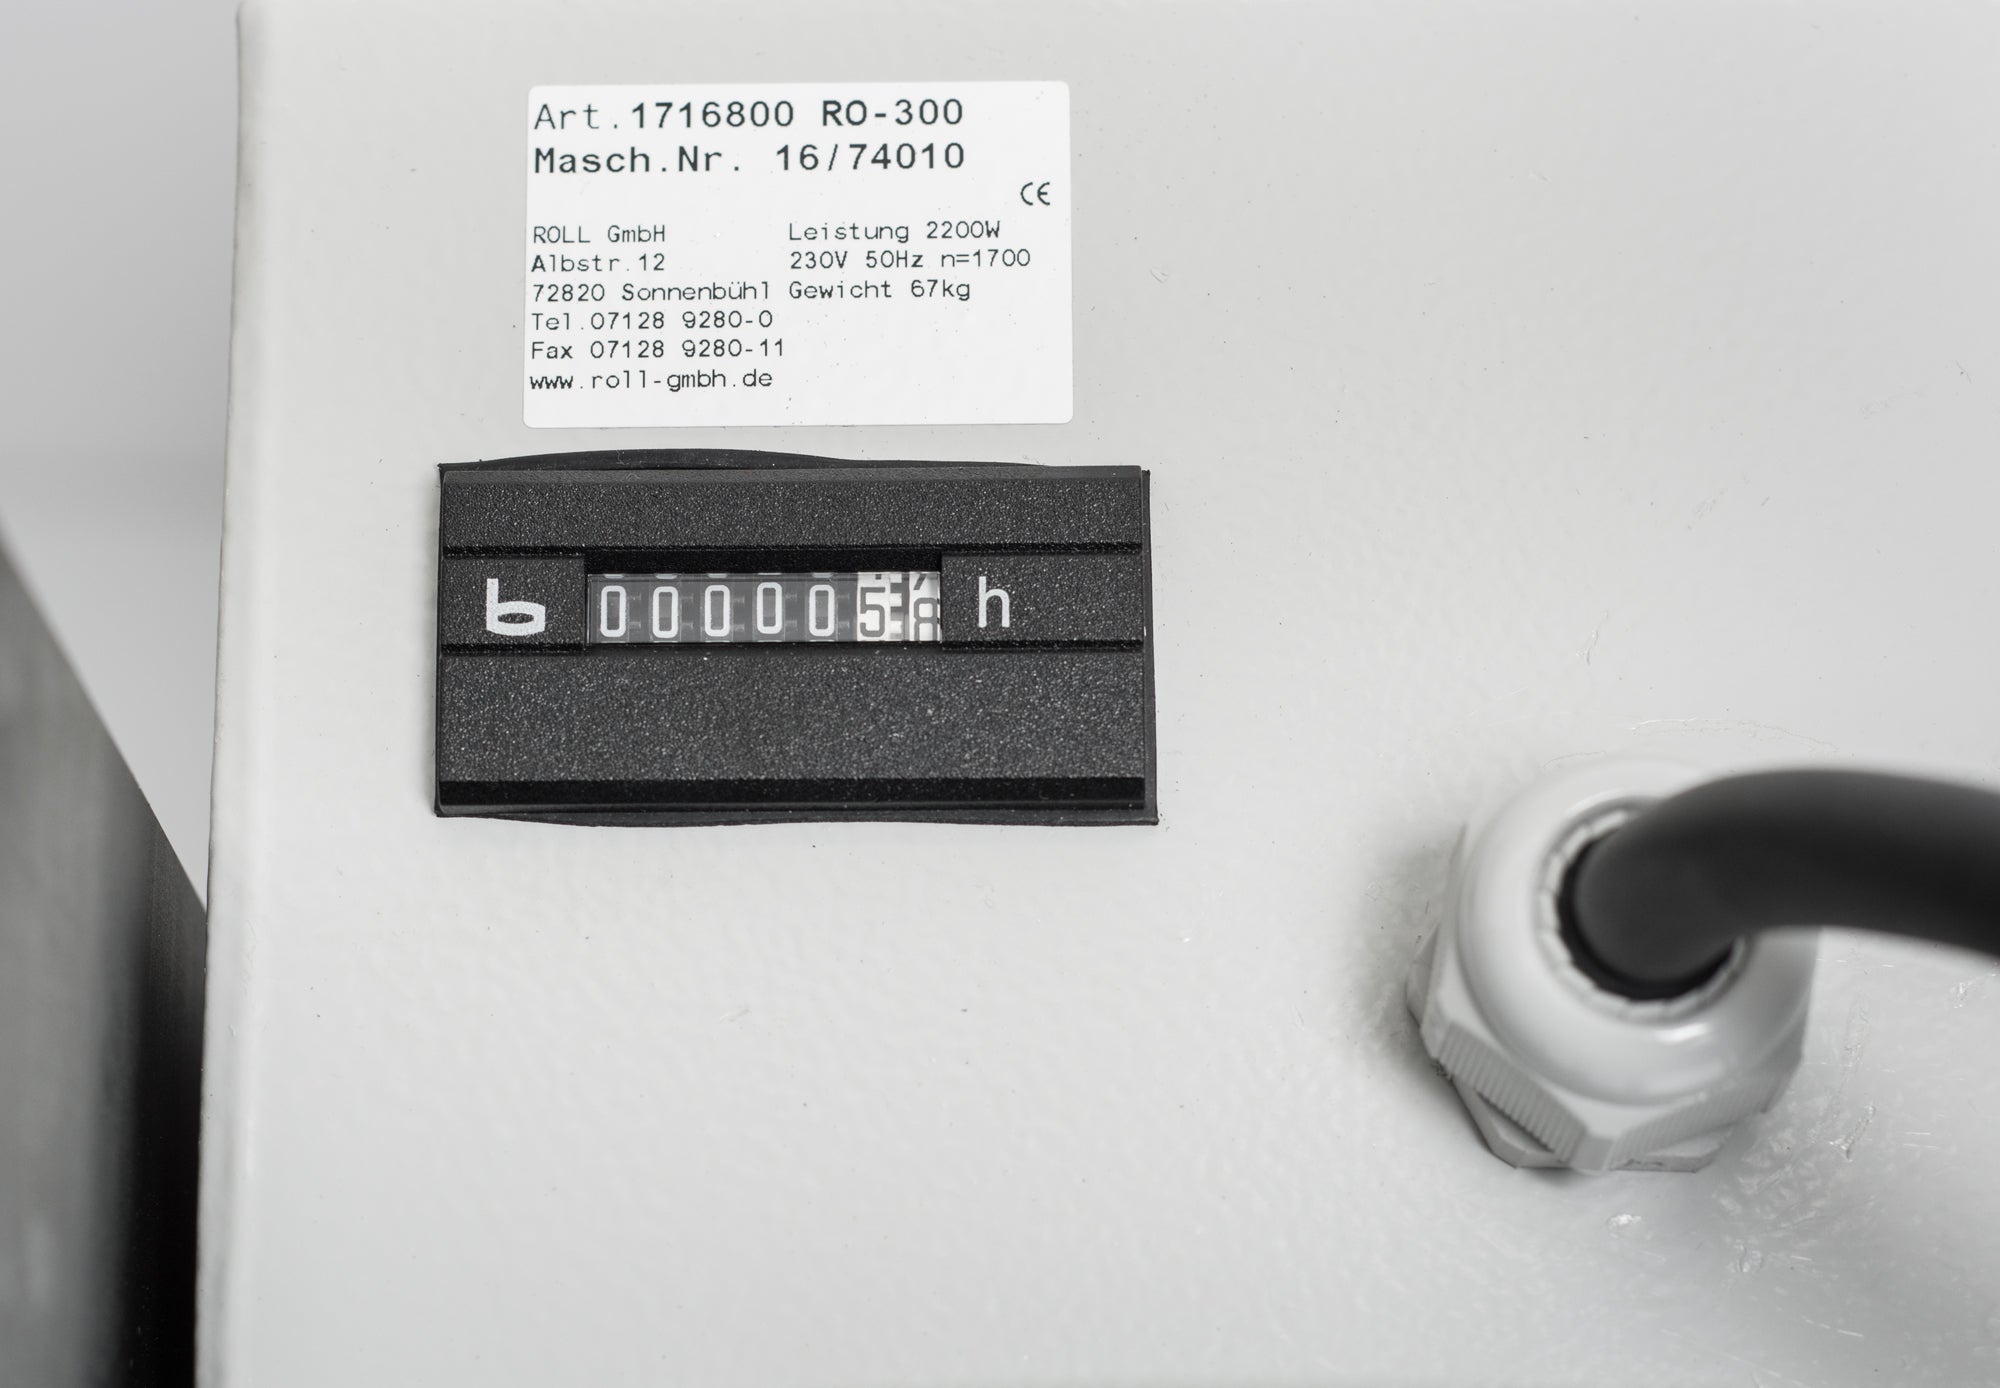 Art.1716800 RO-300
Masch.Nr. 16/74010
CE
ROLL GmbH
Albstr.12
72820 Sonnenbühl
Tel.07128 9280-0
Fax 07128 9280-11
www.roll-gmbh.de
Leistung 2200W
230V 50Hz n=1700
Gewicht 67kg
b 0000058 h